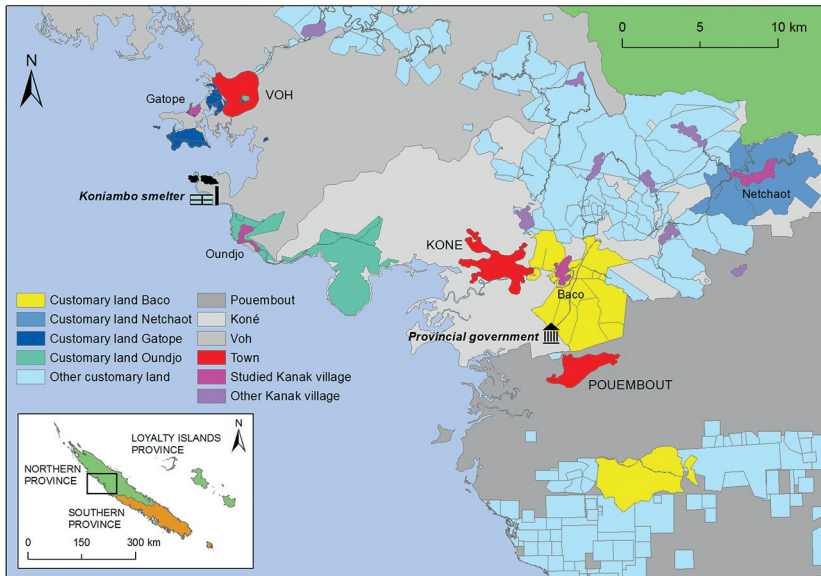 0 5 10 km
N
VOH
Gatope
Koniambo smelter
Netchaot
Oundjo
KONE
Baco
Provincial government
POUEMBOUT
Customary land Baco
Customary land Netchaot
Customary land Gatope
Customary land Oundjo
Other customary land
Pouembout
Koné
Voh
Town
Studied Kanak village
Other Kanak village
N
LOYALTY ISLANDS
PROVINCE
NORTHERN
PROVINCE
SOUTHERN
PROVINCE
0 150 300 km